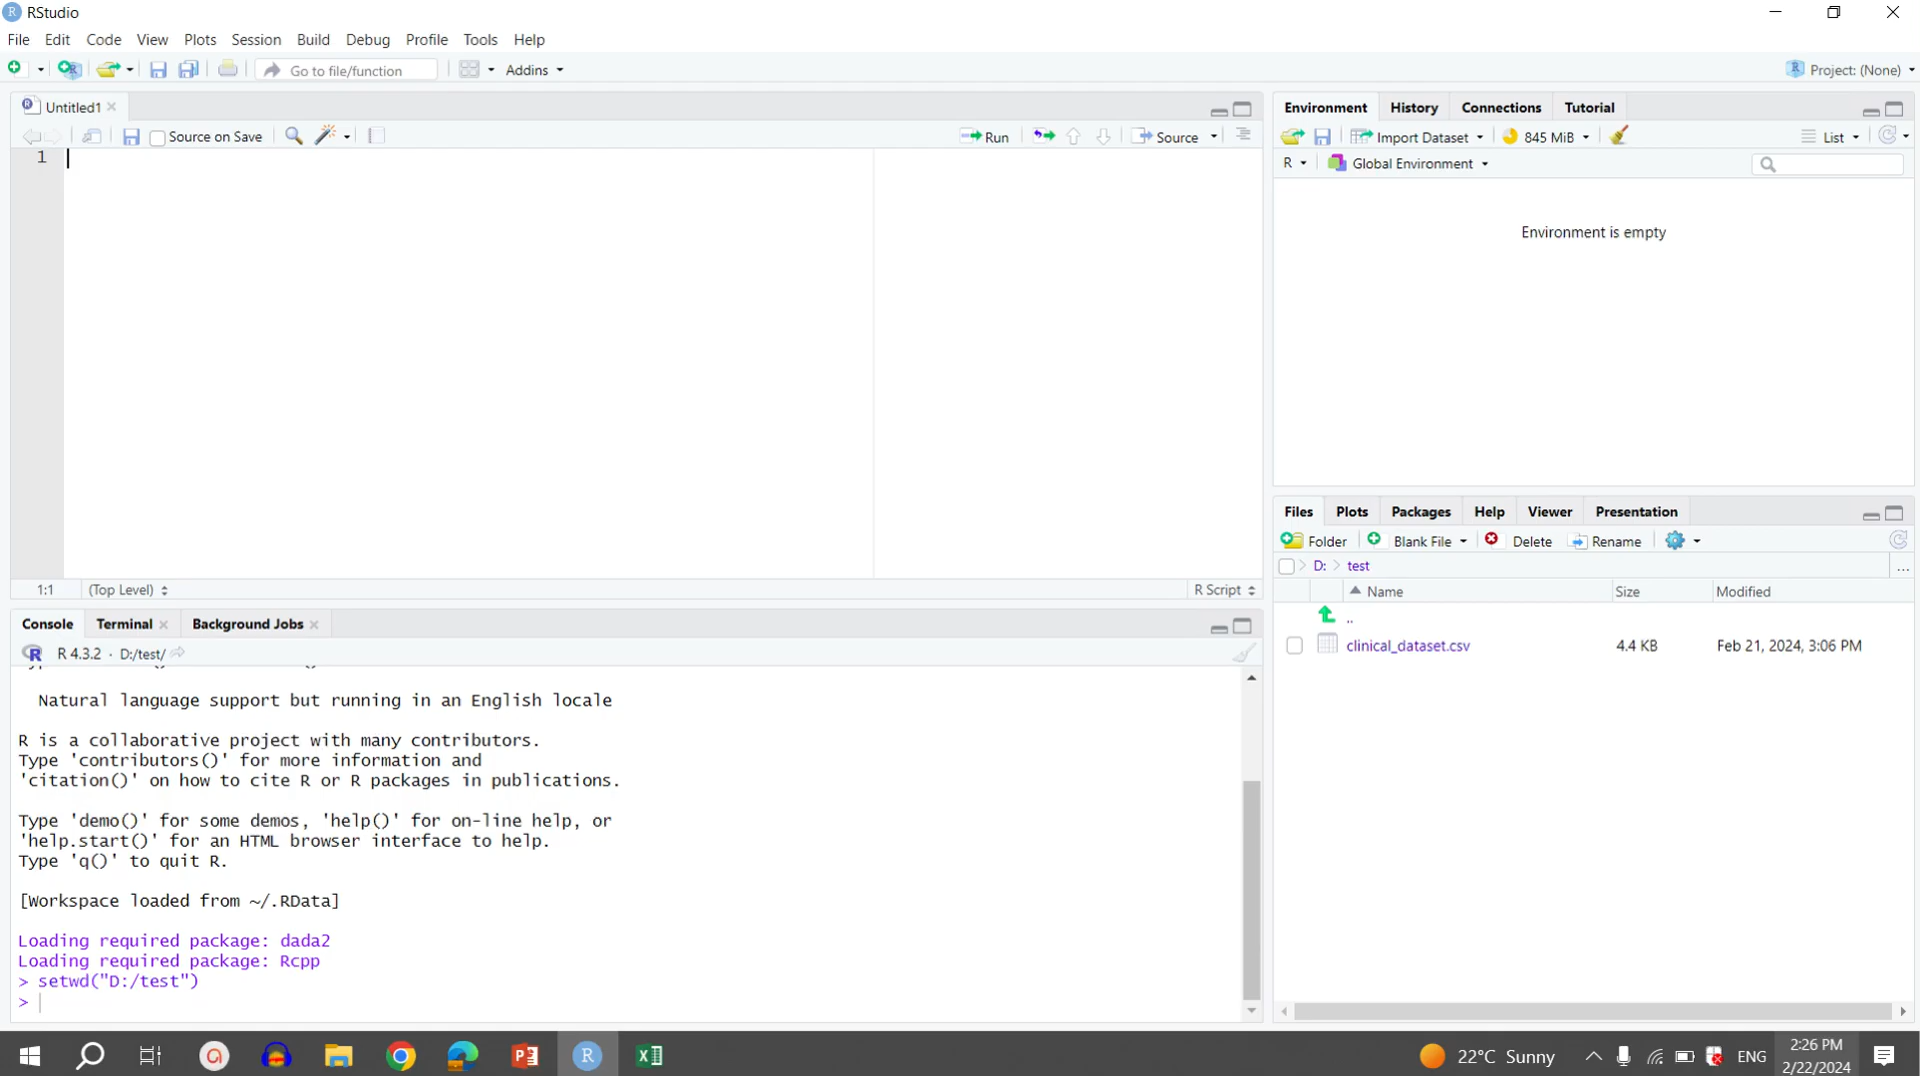 RStudio
File Edit Code View Plots Session Build Debug Profile Tools Help
Go to file/function Addins Project: (None)
Untitled1
Source on Save Run Source
1
1:1 (Top Level) R Script
Console Terminal Background Jobs
R 4.3.2 · D:/test/
Natural language support but running in an English locale
R is a collaborative project with many contributors.
Type 'contributors()' for more information and
'citation()' on how to cite R or R packages in publications.
Type 'demo()' for some demos, 'help()' for on-line help, or
'help.start()' for an HTML browser interface to help.
Type 'q()' to quit R.
[Workspace loaded from ~/.RData]
Loading required package: dada2
Loading required package: Rcpp
> setwd("D:/test")
>
Environment History Connections Tutorial
Import Dataset 845 MiB List
R Global Environment
Environment is empty
Files Plots Packages Help Viewer Presentation
Folder Blank File Delete Rename
D: test ...
Name Size Modified
..
clinical_dataset.csv 4.4 KB Feb 21, 2024, 3:06 PM
22°C Sunny ENG 2:26 PM
2/22/2024